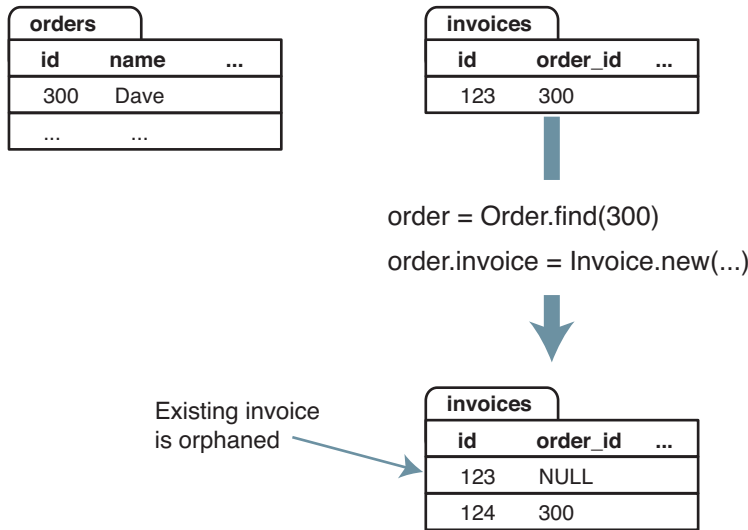 orders
id name ...
300 Dave
... ...
invoices
id order_id ...
123 300
order = Order.find(300)
order.invoice = Invoice.new(...)
Existing invoice
is orphaned
invoices
id order_id ...
123 NULL
124 300